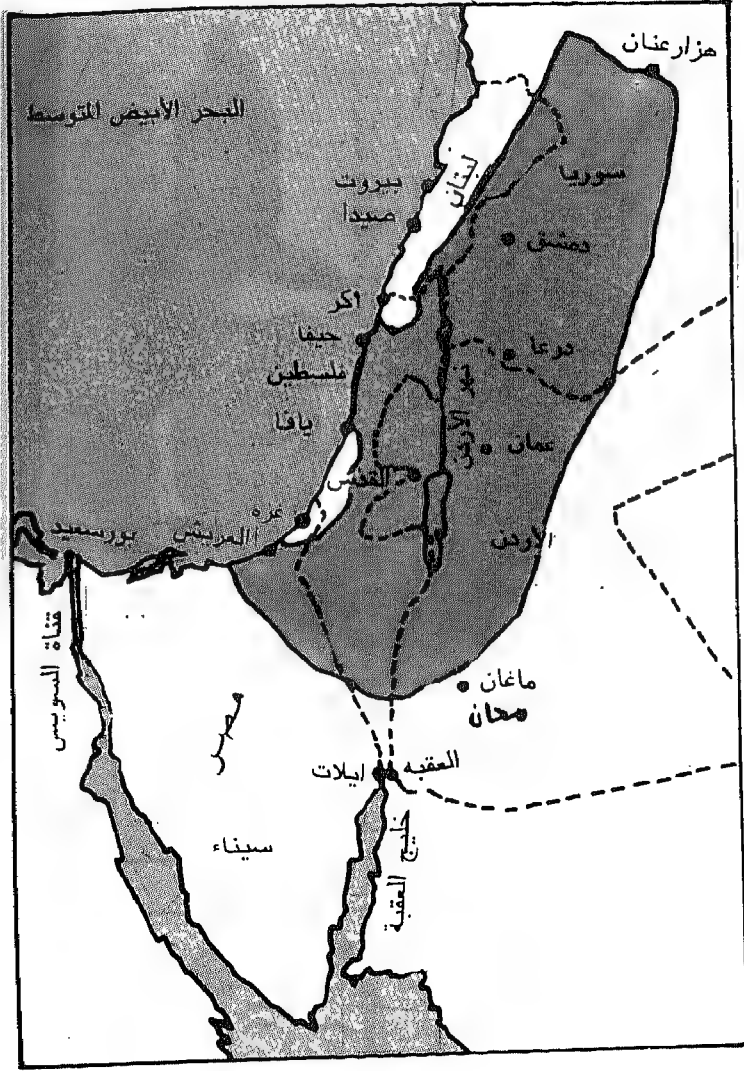 هزارعنان
البحر الأبيض المتوسط
سوريا
لبنان
بيروت
صيدا
دمشق
اكر
حيفا
فلسطين
درعا
نهر الأردن
يافا
عمان
القدس
غزه
العريش
بورسعيد
الأردن
قناة السويس
مصر
ماغان
معان
ايلات
العقبه
سيناء
خليج العقبة